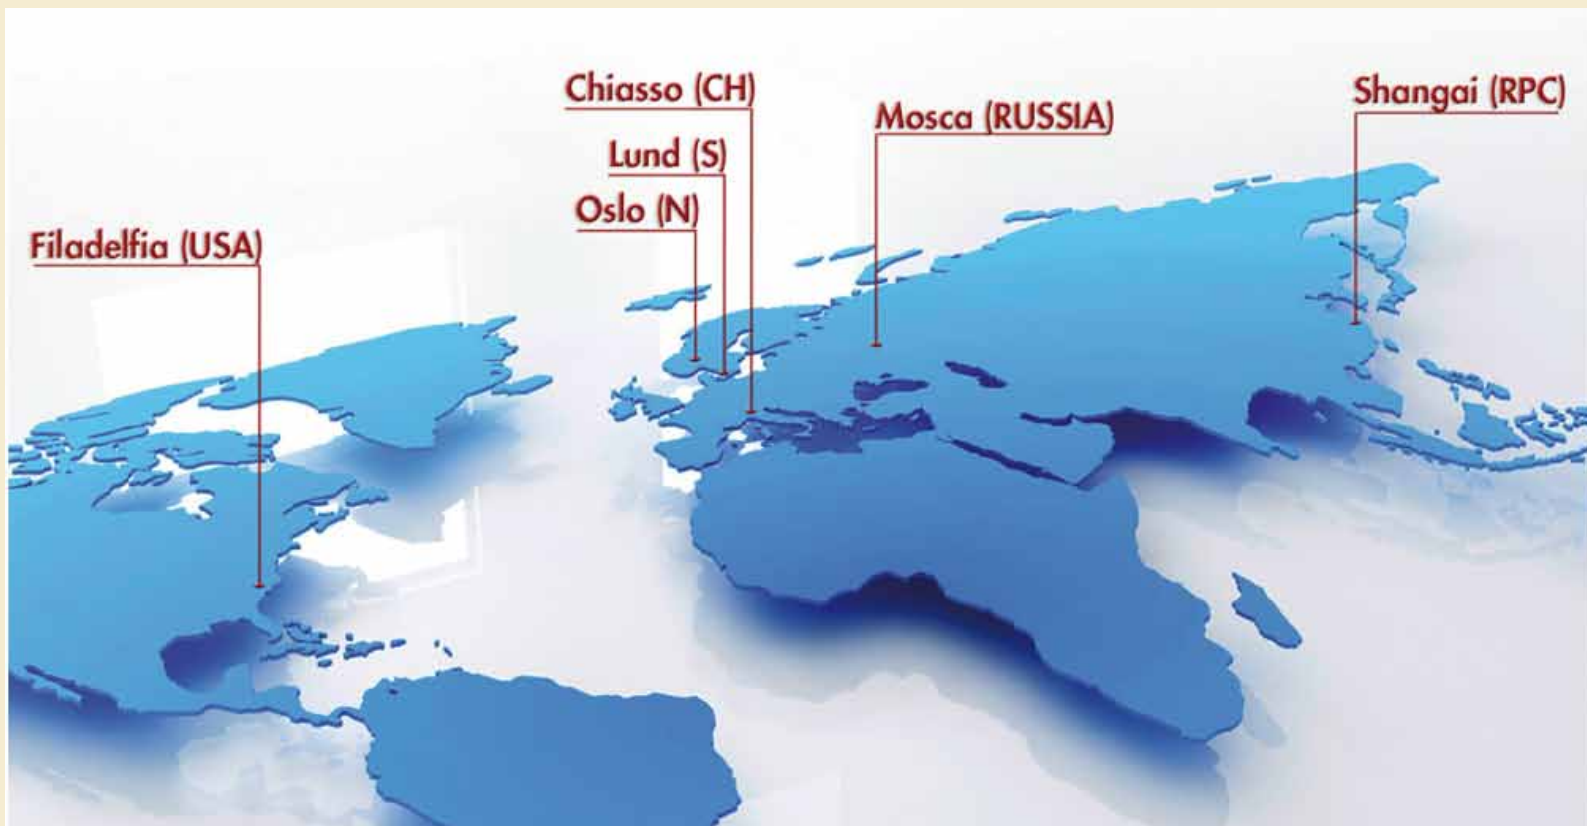 Chiasso (CH)
Shangai (RPC)
Mosca (RUSSIA)
Lund (S)
Oslo (N)
Filadelfia (USA)